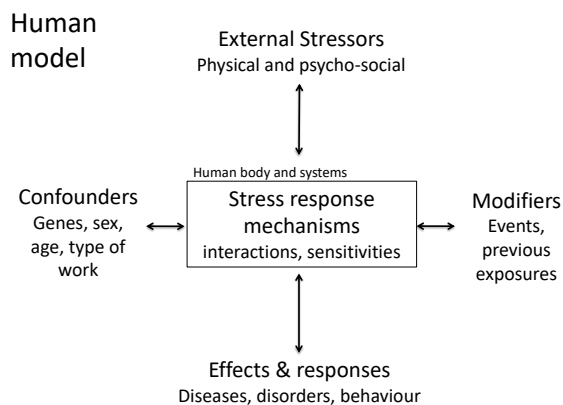 Human
model
External Stressors
Physical and psycho-social
Human body and systems
Stress response
mechanisms
interactions, sensitivities
Confounders
Genes, sex,
age, type of
work
Modifiers
Events,
previous
exposures
Effects & responses
Diseases, disorders, behaviour